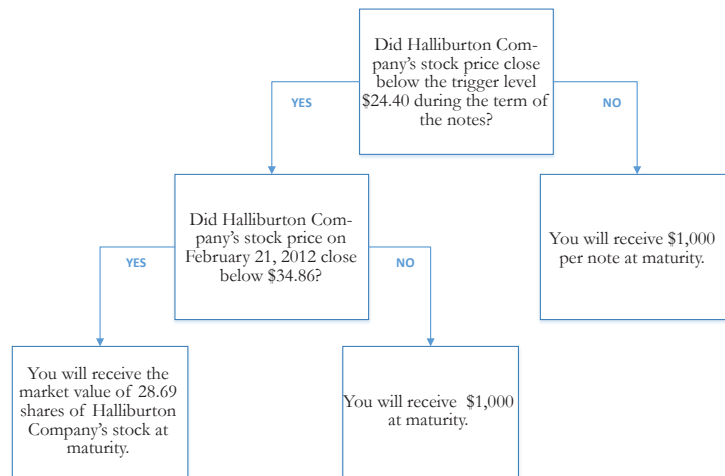 Did Halliburton Com-
pany's stock price close
below the trigger level
$24.40 during the term of
the notes?
YES
NO
Did Halliburton Com-
pany's stock price on
February 21, 2012 close
below $34.86?
You will receive $1,000
per note at maturity.
YES
NO
You will receive the
market value of 28.69
shares of Halliburton
Company's stock at
maturity.
You will receive $1,000
at maturity.